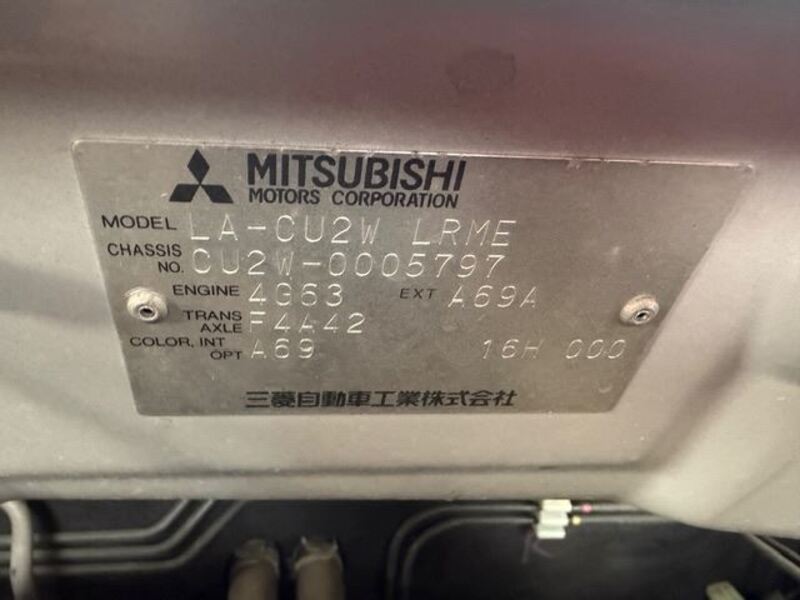 MITSUBISHI
MOTORS CORPORATION
MODEL LA-CU2W LRME
CHASSIS NO. CU2W-0005797
ENGINE 4G63 EXT A69A
TRANS AXLE F4A42
COLOR, INT OPT A69 16H 000
三菱自動車工業株式会社